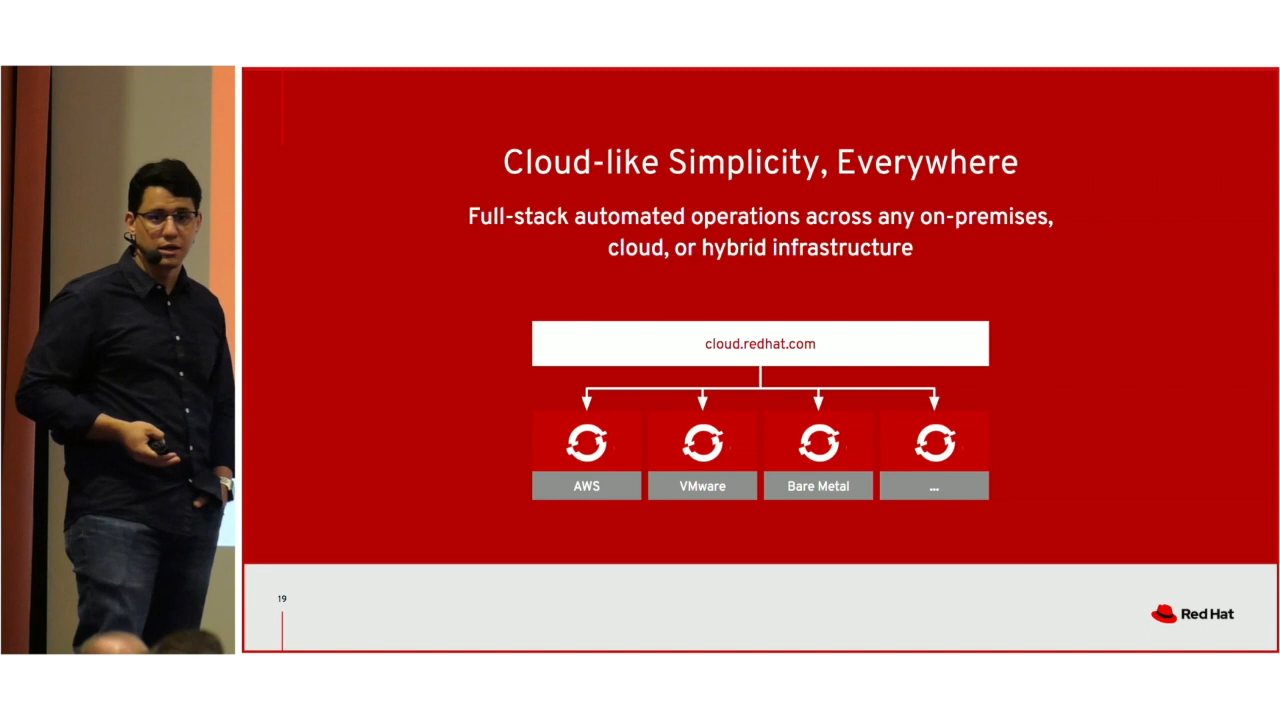 Cloud-like Simplicity, Everywhere
Full-stack automated operations across any on-premises,
cloud, or hybrid infrastructure
cloud.redhat.com
AWS
VMware
Bare Metal
...
19
Red Hat